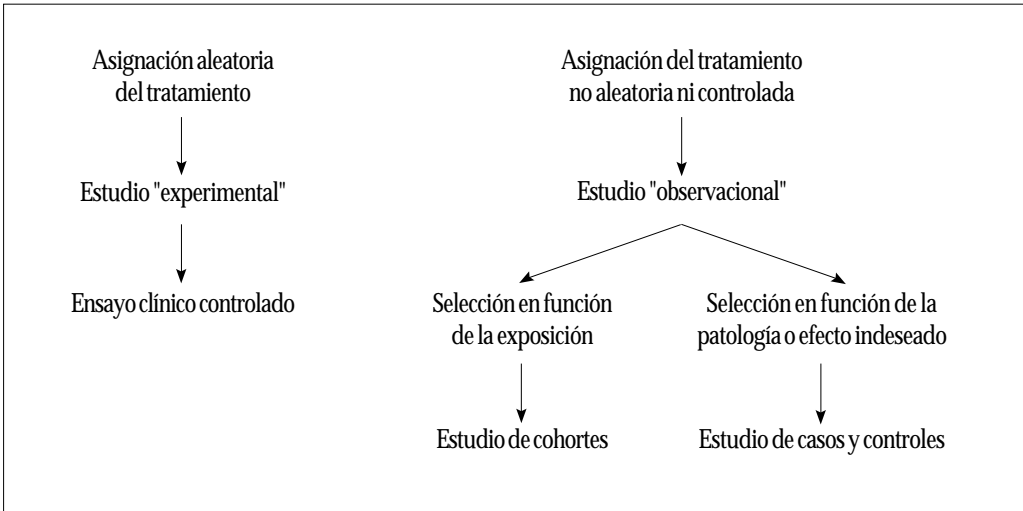 Asignación aleatoria
del tratamiento
Estudio "experimental"
Ensayo clínico controlado
Asignación del tratamiento
no aleatoria ni controlada
Estudio "observacional"
Selección en función
de la exposición
Estudio de cohortes
Selección en función de la
patología o efecto indeseado
Estudio de casos y controles